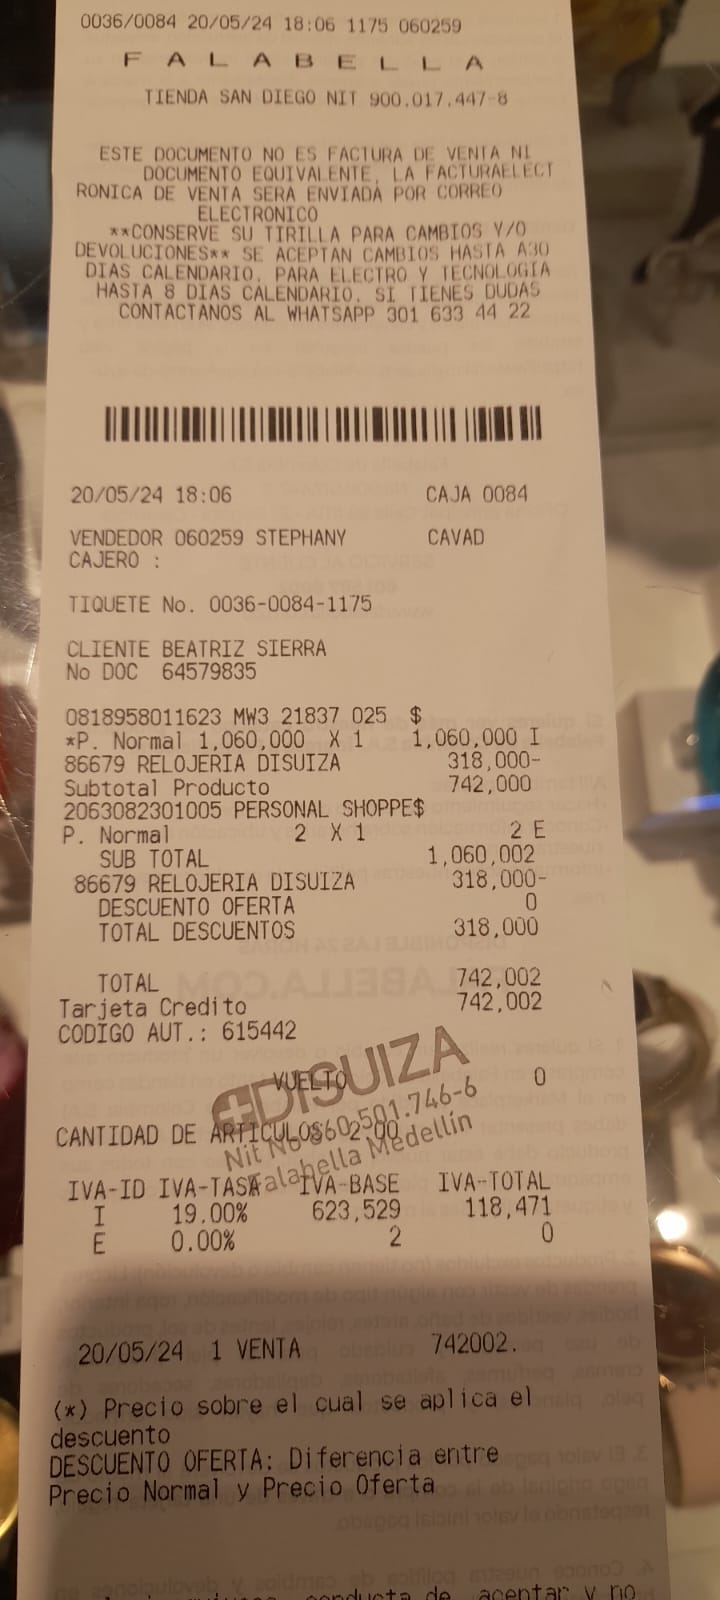 0036/0084 20/05/24 18:06 1175 060259
FALABELLA
TIENDA SAN DIEGO NIT 900.017.447-8
ESTE DOCUMENTO NO ES FACTURA DE VENTA NI
DOCUMENTO EQUIVALENTE, LA FACTURAELECT
RONICA DE VENTA SERA ENVIADA POR CORREO
ELECTRONICO
**CONSERVE SU TIRILLA PARA CAMBIOS Y/O
DEVOLUCIONES** SE ACEPTAN CAMBIOS HASTA A30
DIAS CALENDARIO. PARA ELECTRO Y TECNOLOGIA
HASTA 8 DIAS CALENDARIO. SI TIENES DUDAS
CONTACTANOS AL WHATSAPP 301 633 44 22
20/05/24 18:06 CAJA 0084
VENDEDOR 060259 STEPHANY CAVAD
CAJERO :
TIQUETE No. 0036-0084-1175
CLIENTE BEATRIZ SIERRA
No DOC 64579835
0818958011623 MW3 21837 025 $
*P. Normal 1,060,000 X 1 1,060,000 I
86679 RELOJERIA DISUIZA 318,000-
Subtotal Producto 742,000
2063082301005 PERSONAL SHOPPE$
P. Normal 2 X 1 2 E
SUB TOTAL 1,060,002
86679 RELOJERIA DISUIZA 318,000-
DESCUENTO OFERTA 0
TOTAL DESCUENTOS 318,000
TOTAL 742,002
Tarjeta Credito 742,002
CODIGO AUT.: 615442
VUELTO 0
DISUIZA
Nit No 860.501.746-6
Falabella Medellín
CANTIDAD DE ARTICULOS 2.00
IVA-ID IVA-TASA IVA-BASE IVA-TOTAL
I 19.00% 623,529 118,471
E 0.00% 2 0
20/05/24 1 VENTA 742002.
(*) Precio sobre el cual se aplica el
descuento
DESCUENTO OFERTA: Diferencia entre
Precio Normal y Precio Oferta
conducta de aceptar y no